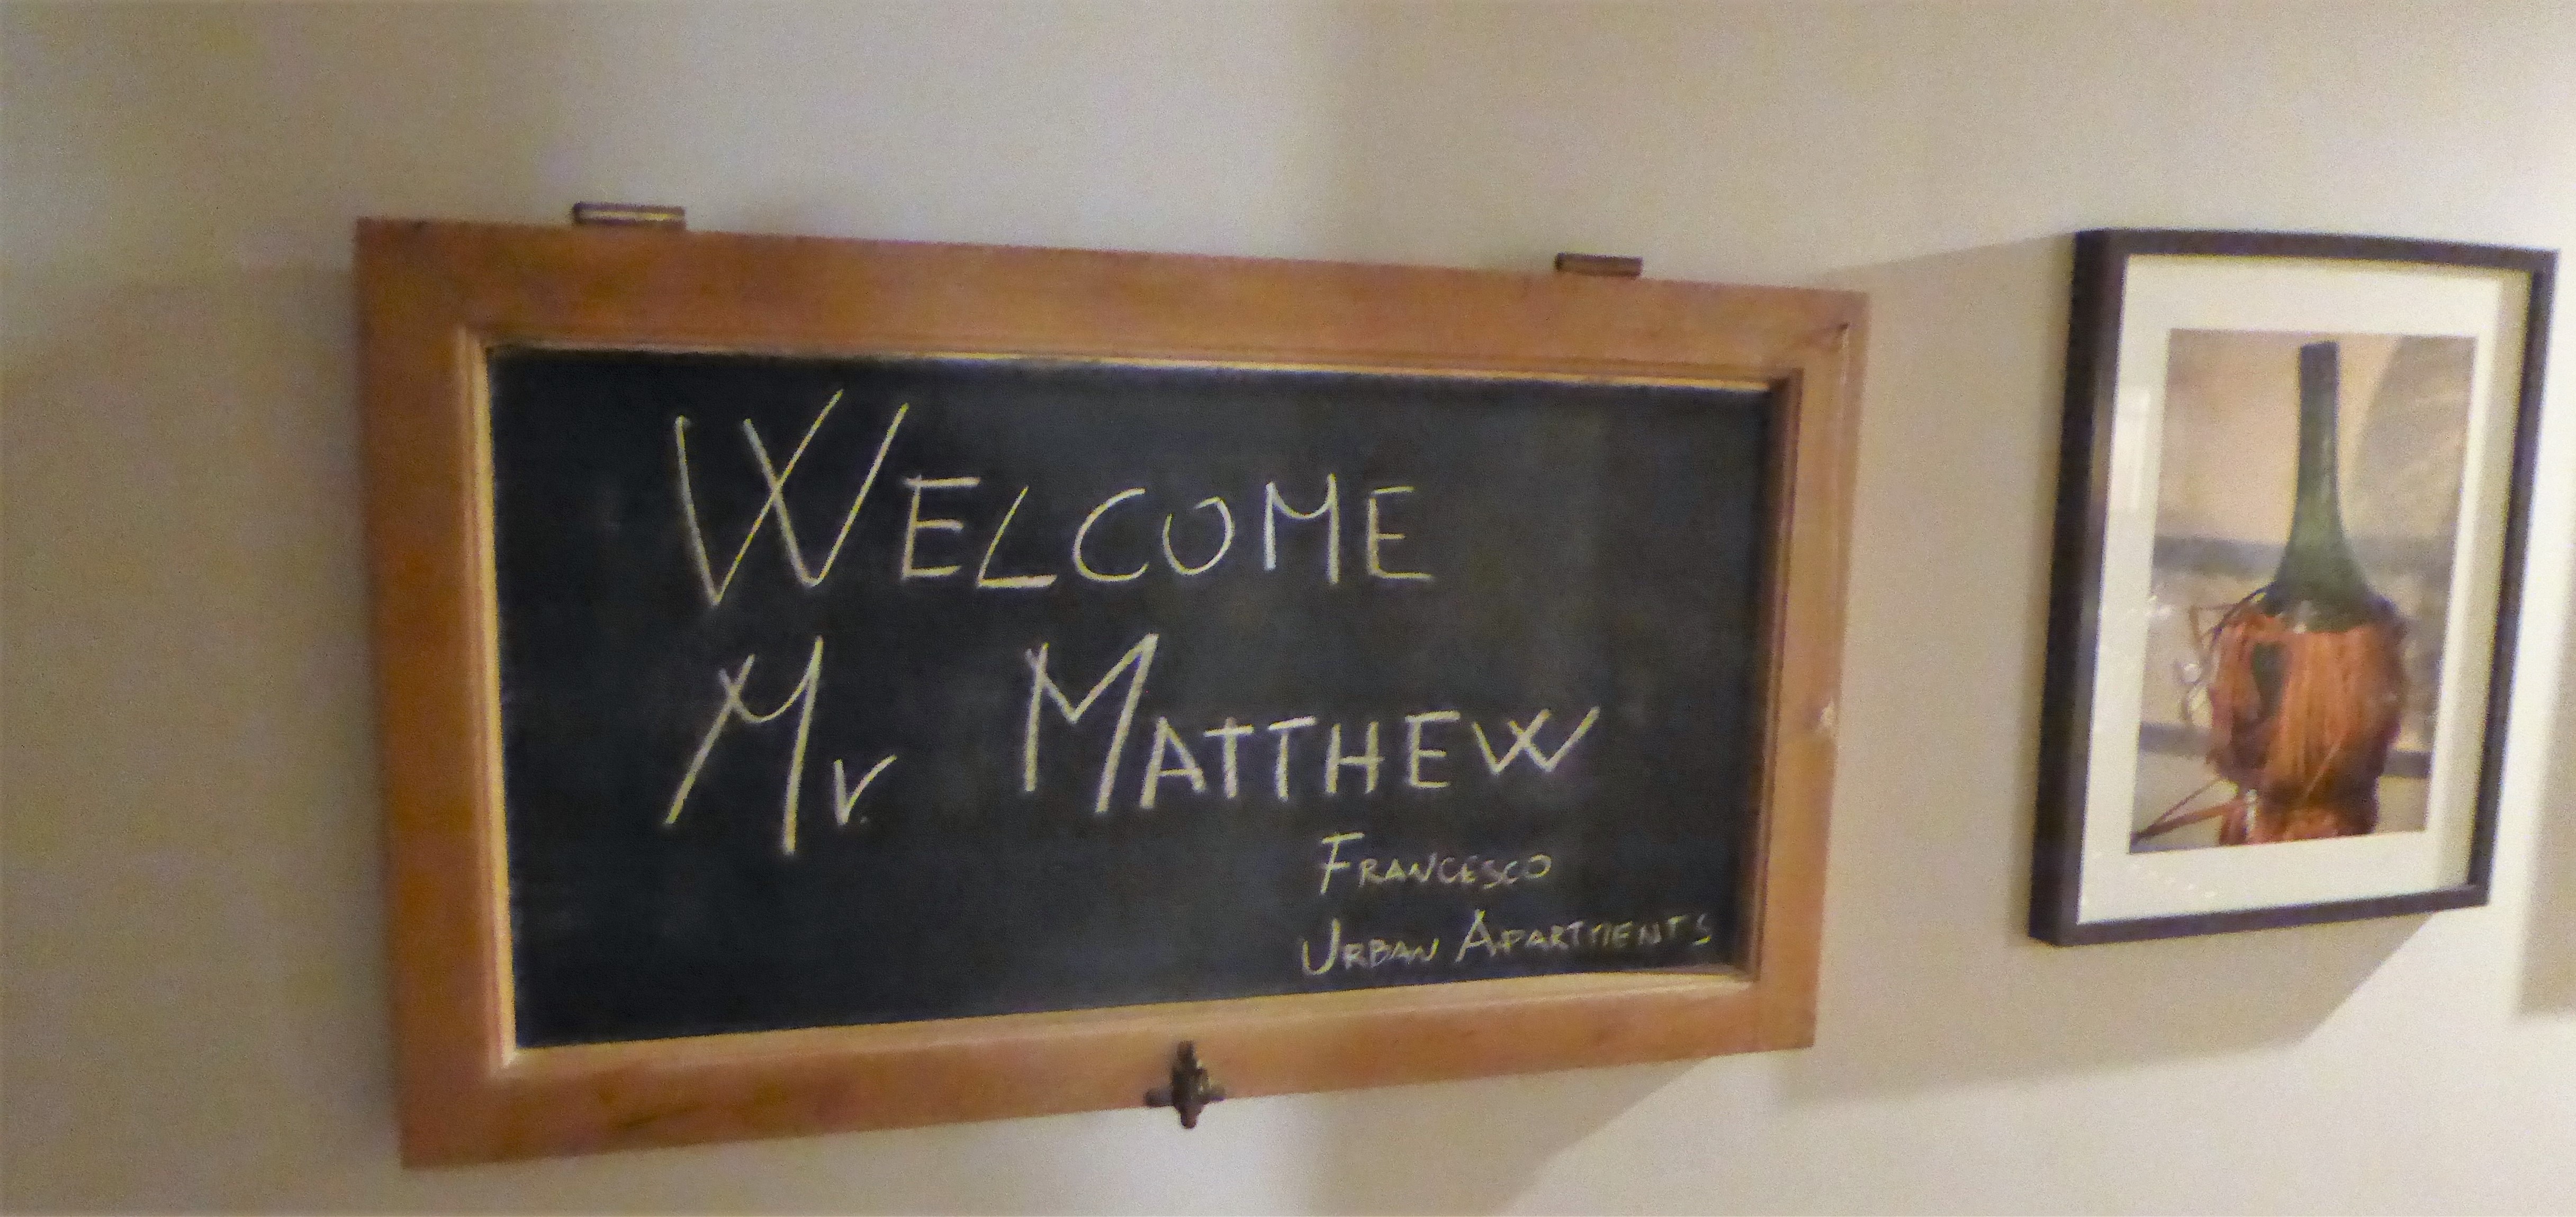 WELCOME
Mr. MATTHEW
FRANCESCO
URBAN APARTMENTS